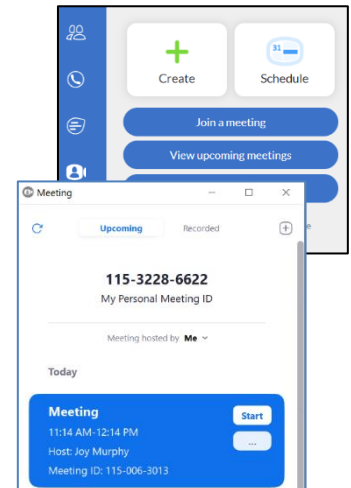 31
Create
Schedule
Join a meeting
View upcoming meetings
Meeting
Upcoming
Recorded
115-3228-6622
My Personal Meeting ID
Meeting hosted by Me
Today
Meeting
Start
11:14 AM-12:14 PM
...
Host: Joy Murphy
Meeting ID: 115-006-3013